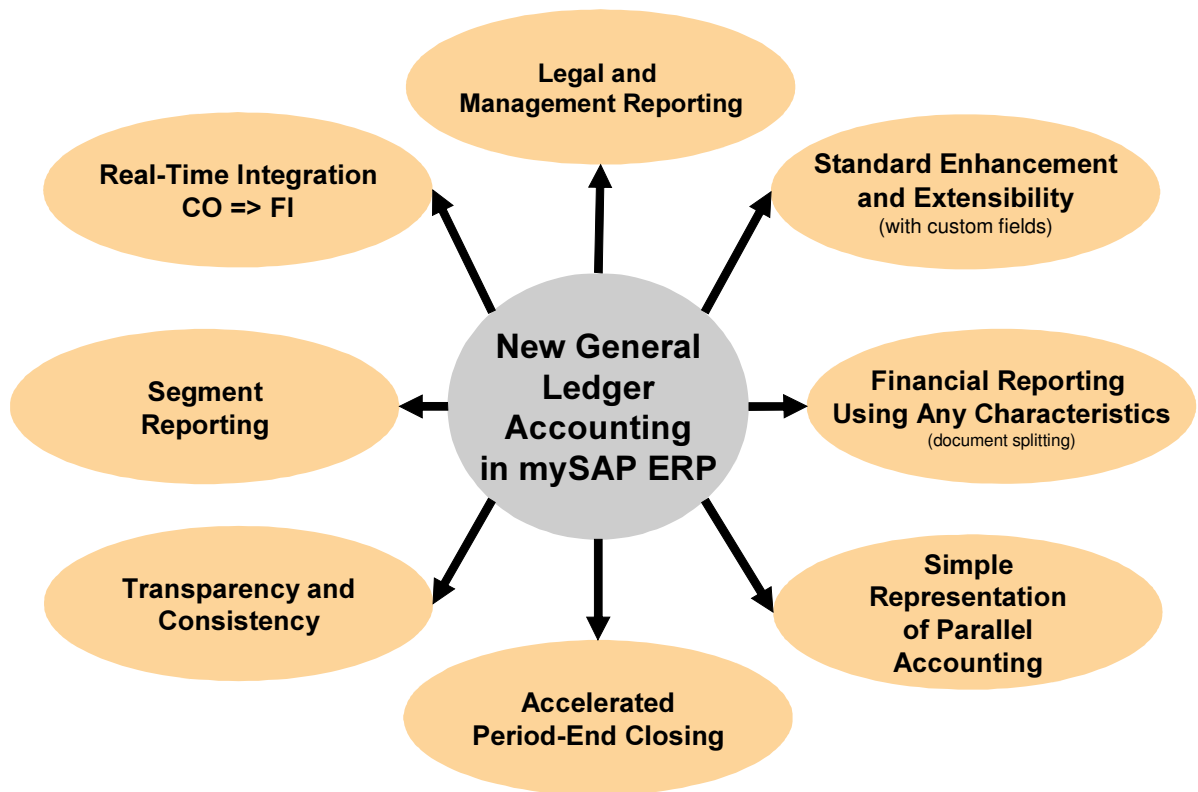 Legal and
Management Reporting
Real-Time Integration
CO => FI
Standard Enhancement
and Extensibility
(with custom fields)
New General
Ledger
Accounting
in mySAP ERP
Segment
Reporting
Financial Reporting
Using Any Characteristics
(document splitting)
Transparency and
Consistency
Simple
Representation
of Parallel
Accounting
Accelerated
Period-End Closing